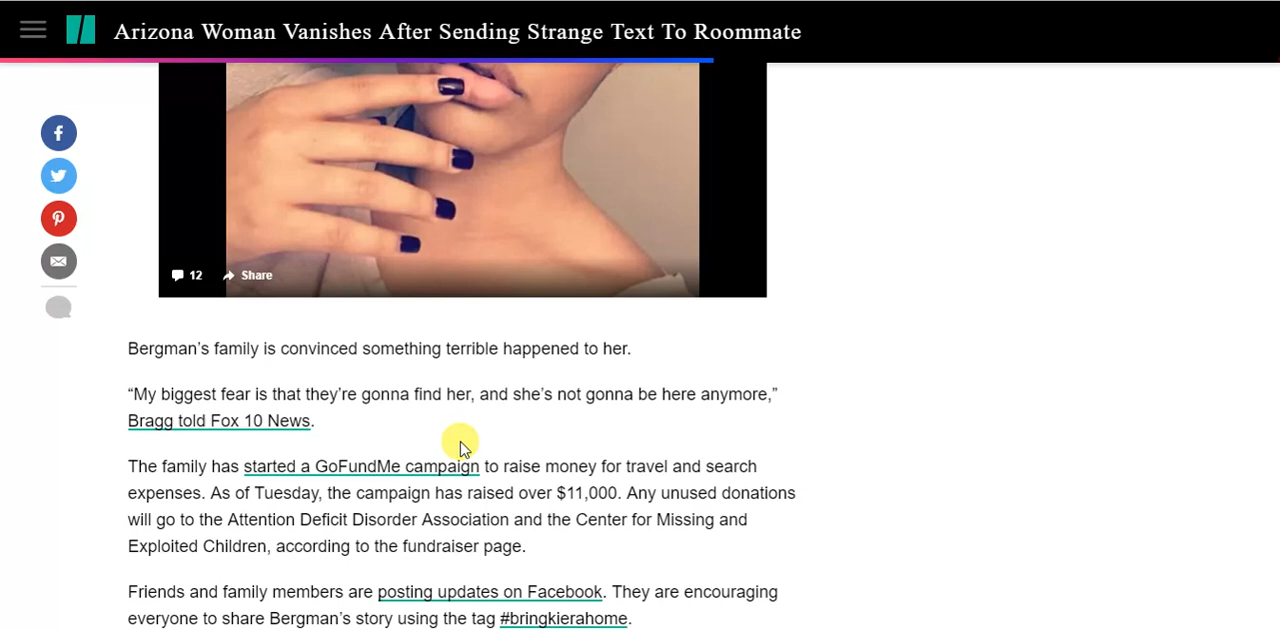 Arizona Woman Vanishes After Sending Strange Text To Roommate
12 Share
Bergman’s family is convinced something terrible happened to her.
“My biggest fear is that they’re gonna find her, and she’s not gonna be here anymore,”
Bragg told Fox 10 News.
The family has started a GoFundMe campaign to raise money for travel and search
expenses. As of Tuesday, the campaign has raised over $11,000. Any unused donations
will go to the Attention Deficit Disorder Association and the Center for Missing and
Exploited Children, according to the fundraiser page.
Friends and family members are posting updates on Facebook. They are encouraging
everyone to share Bergman’s story using the tag #bringkierahome.